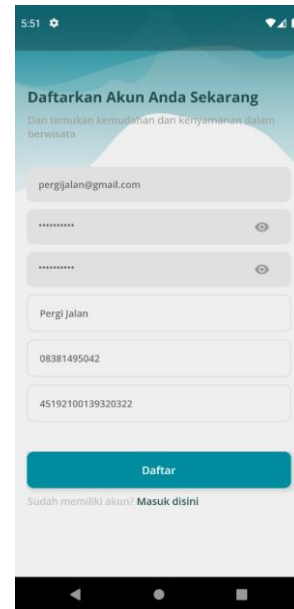 5:51
Daftarkan Akun Anda Sekarang
Dan temukan kemudahan dan kenyamanan dalam
berwisata
pergijalan@gmail.com
••••••••••
••••••••••
Pergi Jalan
08381495042
45192100139320322
Daftar
Sudah memiliki akun? Masuk disini